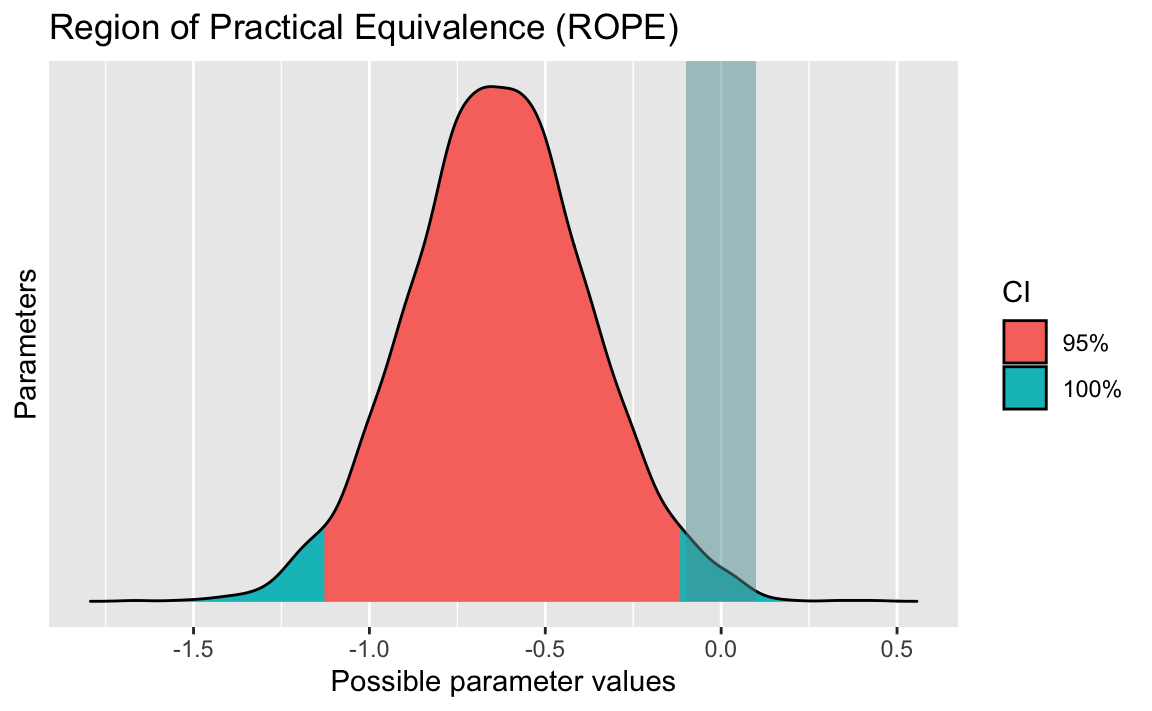 Region of Practical Equivalence (ROPE)
Parameters
CI
95%
100%
-1.5 -1.0 -0.5 0.0 0.5
Possible parameter values